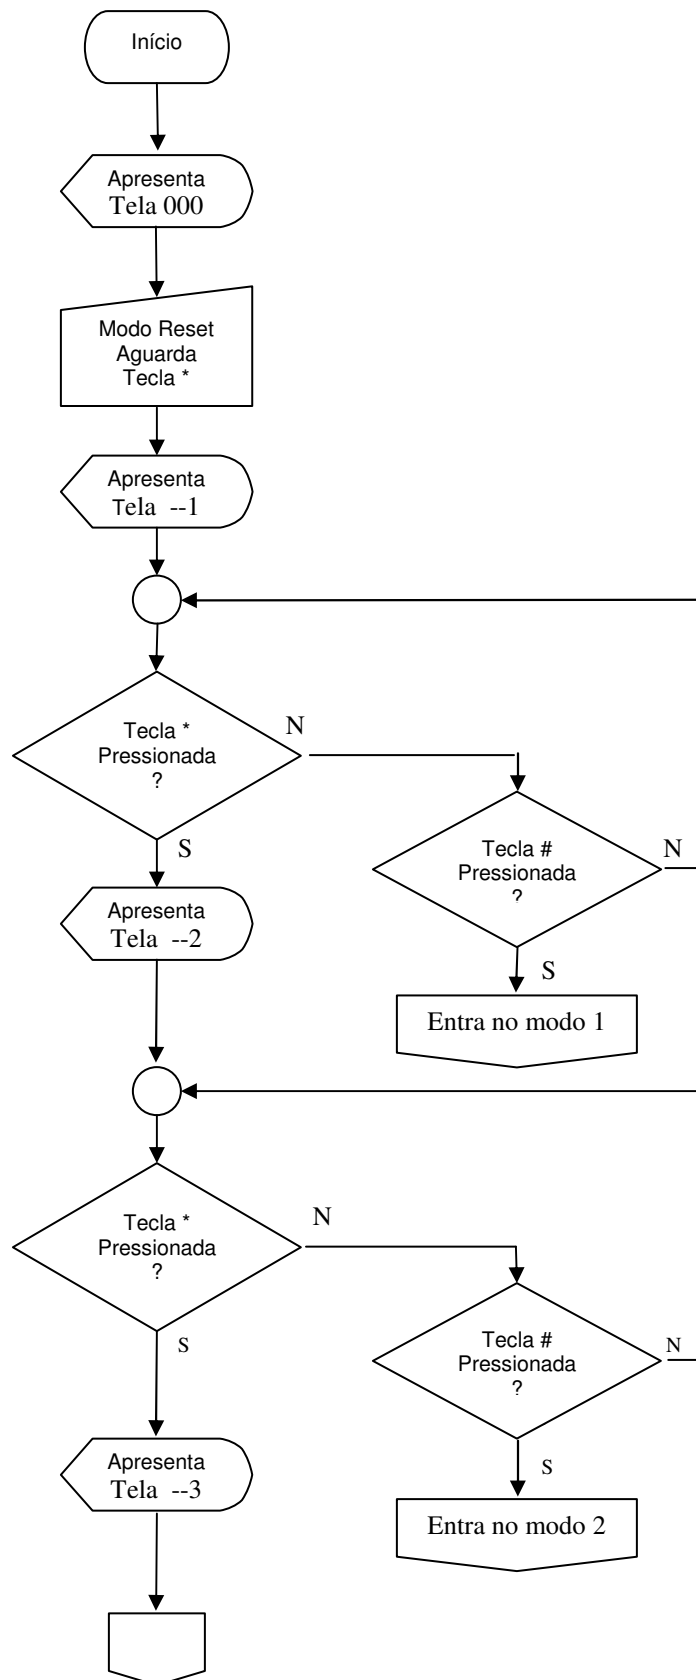 Início
Apresenta
Tela 000
Modo Reset
Aguarda
Tecla *
Apresenta
Tela --1
Tecla *
Pressionada
?
N
S
Tecla #
Pressionada
?
N
S
Entra no modo 1
Apresenta
Tela --2
Tecla *
Pressionada
?
N
S
Tecla #
Pressionada
?
N
S
Entra no modo 2
Apresenta
Tela --3